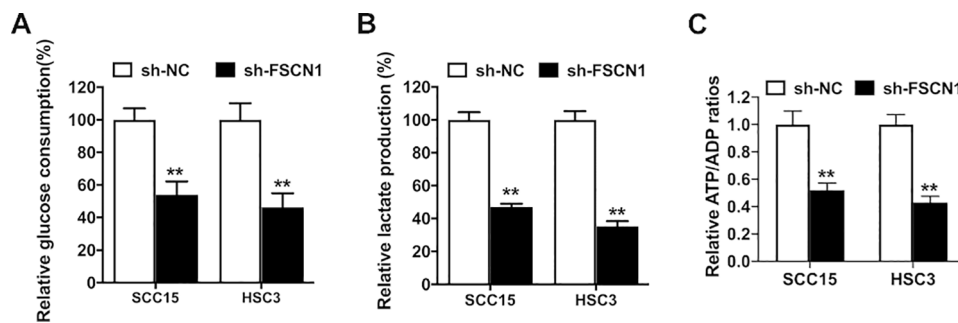 A
sh-NC sh-FSCN1
Relative glucose consumption(%)
120
100
80
60
40
20
0
**
**
SCC15 HSC3
B
sh-NC sh-FSCN1
Relative lactate production (%)
120
100
80
60
40
20
0
**
**
SCC15 HSC3
C
sh-NC sh-FSCN1
Relative ATP/ADP ratios
1.2
1.0
0.8
0.6
0.4
0.2
0.0
**
**
SCC15 HSC3